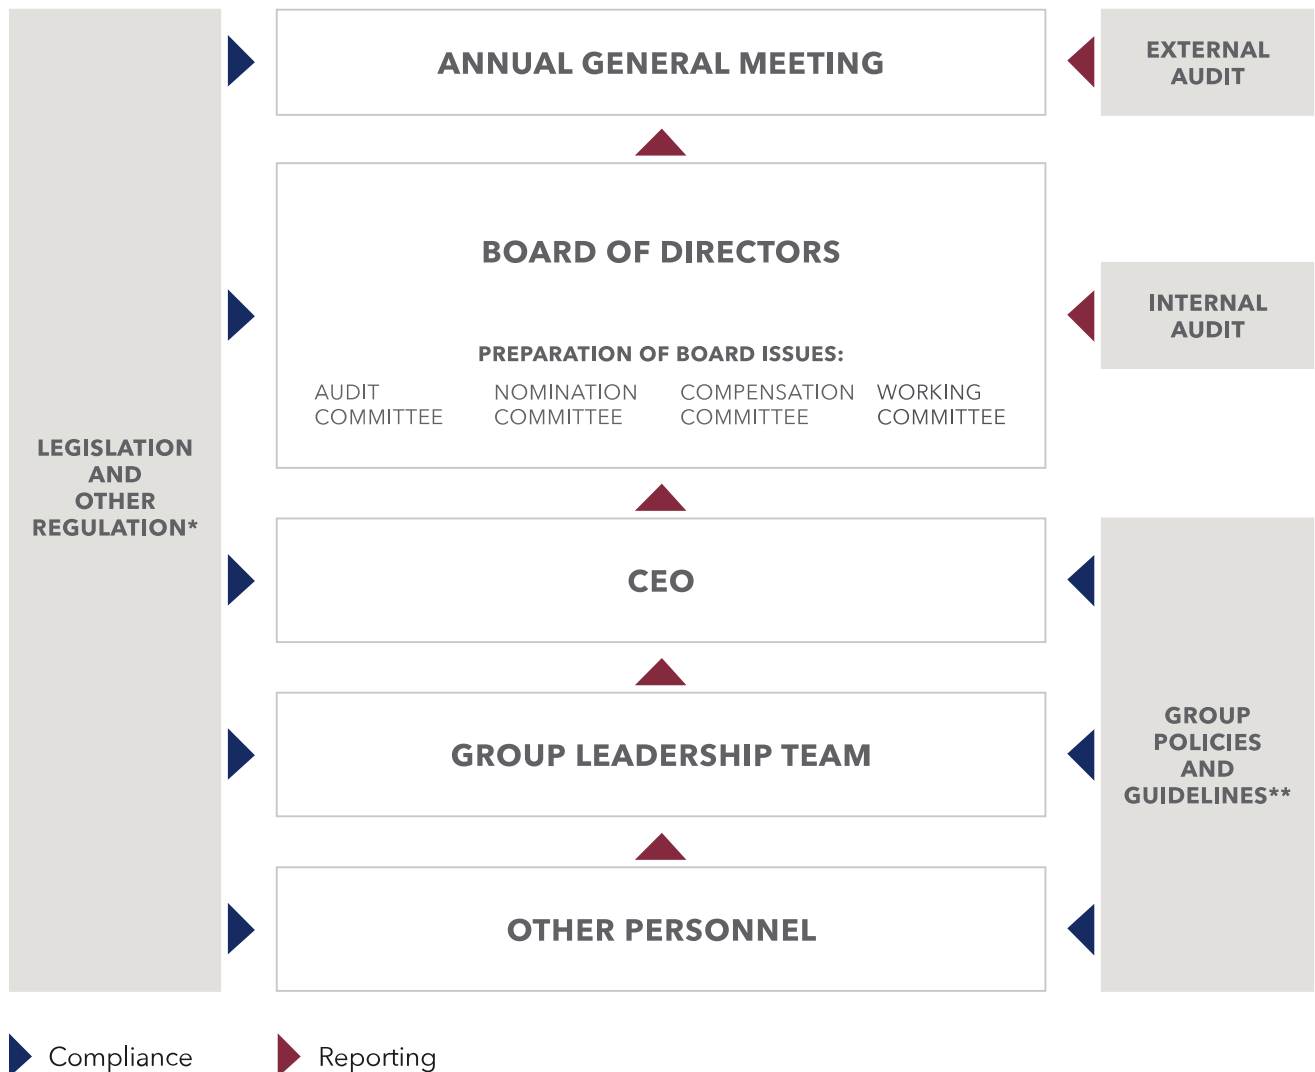 ANNUAL GENERAL MEETING
EXTERNAL
AUDIT
BOARD OF DIRECTORS
INTERNAL
AUDIT
PREPARATION OF BOARD ISSUES:
AUDIT
COMMITTEE
NOMINATION
COMMITTEE
COMPENSATION
COMMITTEE
WORKING
COMMITTEE
LEGISLATION
AND
OTHER
REGULATION*
CEO
GROUP LEADERSHIP TEAM
GROUP
POLICIES
AND
GUIDELINES**
OTHER PERSONNEL
Compliance
Reporting